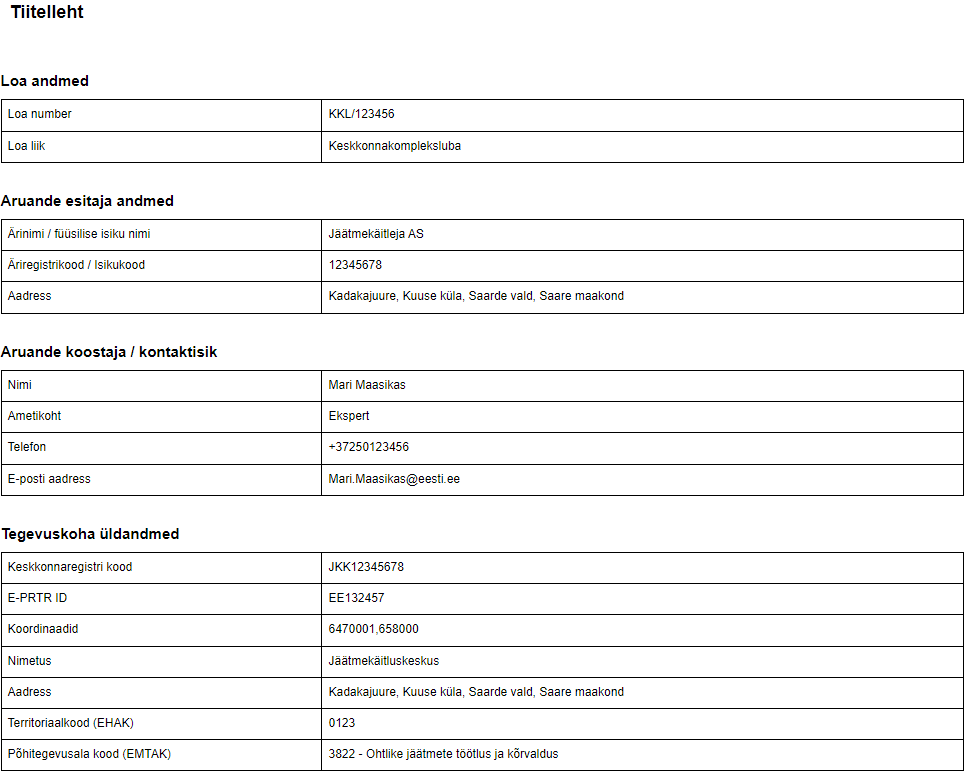 Tiitelleht
Loa andmed
Loa number KKL/123456
Loa liik Keskkonnakompleksluba
Aruande esitaja andmed
Ärinimi / füüsilise isiku nimi Jäätmekäitleja AS
Äriregistrikood / Isikukood 12345678
Aadress Kadakajuure, Kuuse küla, Saarde vald, Saare maakond
Aruande koostaja / kontaktisik
Nimi Mari Maasikas
Ametikoht Ekspert
Telefon +37250123456
E-posti aadress Mari.Maasikas@eesti.ee
Tegevuskoha üldandmed
Keskkonnaregistri kood JKK12345678
E-PRTR ID EE132457
Koordinaadid 6470001,658000
Nimetus Jäätmekäitluskeskus
Aadress Kadakajuure, Kuuse küla, Saarde vald, Saare maakond
Territoriaalkood (EHAK) 0123
Põhitegevusala kood (EMTAK) 3822 - Ohtlike jäätmete töötlus ja kõrvaldus